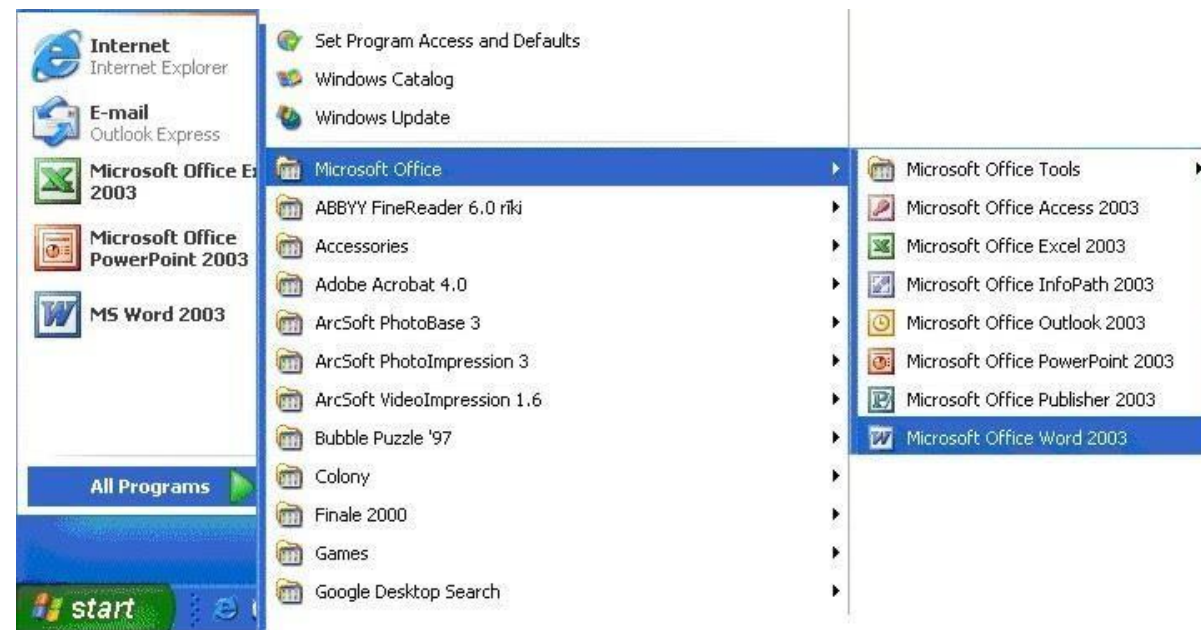 Internet
Internet Explorer
E-mail
Outlook Express
Microsoft Office Ex
2003
Microsoft Office
PowerPoint 2003
MS Word 2003
All Programs
start
Set Program Access and Defaults
Windows Catalog
Windows Update
Microsoft Office
ABBYY FineReader 6.0 rīki
Accessories
Adobe Acrobat 4.0
ArcSoft PhotoBase 3
ArcSoft PhotoImpression 3
ArcSoft VideoImpression 1.6
Bubble Puzzle '97
Colony
Finale 2000
Games
Google Desktop Search
Microsoft Office Tools
Microsoft Office Access 2003
Microsoft Office Excel 2003
Microsoft Office InfoPath 2003
Microsoft Office Outlook 2003
Microsoft Office PowerPoint 2003
Microsoft Office Publisher 2003
Microsoft Office Word 2003